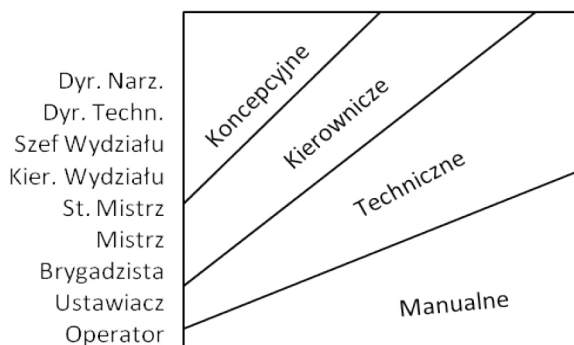 Dyr. Narz.
Dyr. Techn.
Szef Wydziału
Kier. Wydziału
St. Mistrz
Mistrz
Brygadzista
Ustawiacz
Operator
Koncepcyjne
Kierownicze
Techniczne
Manualne